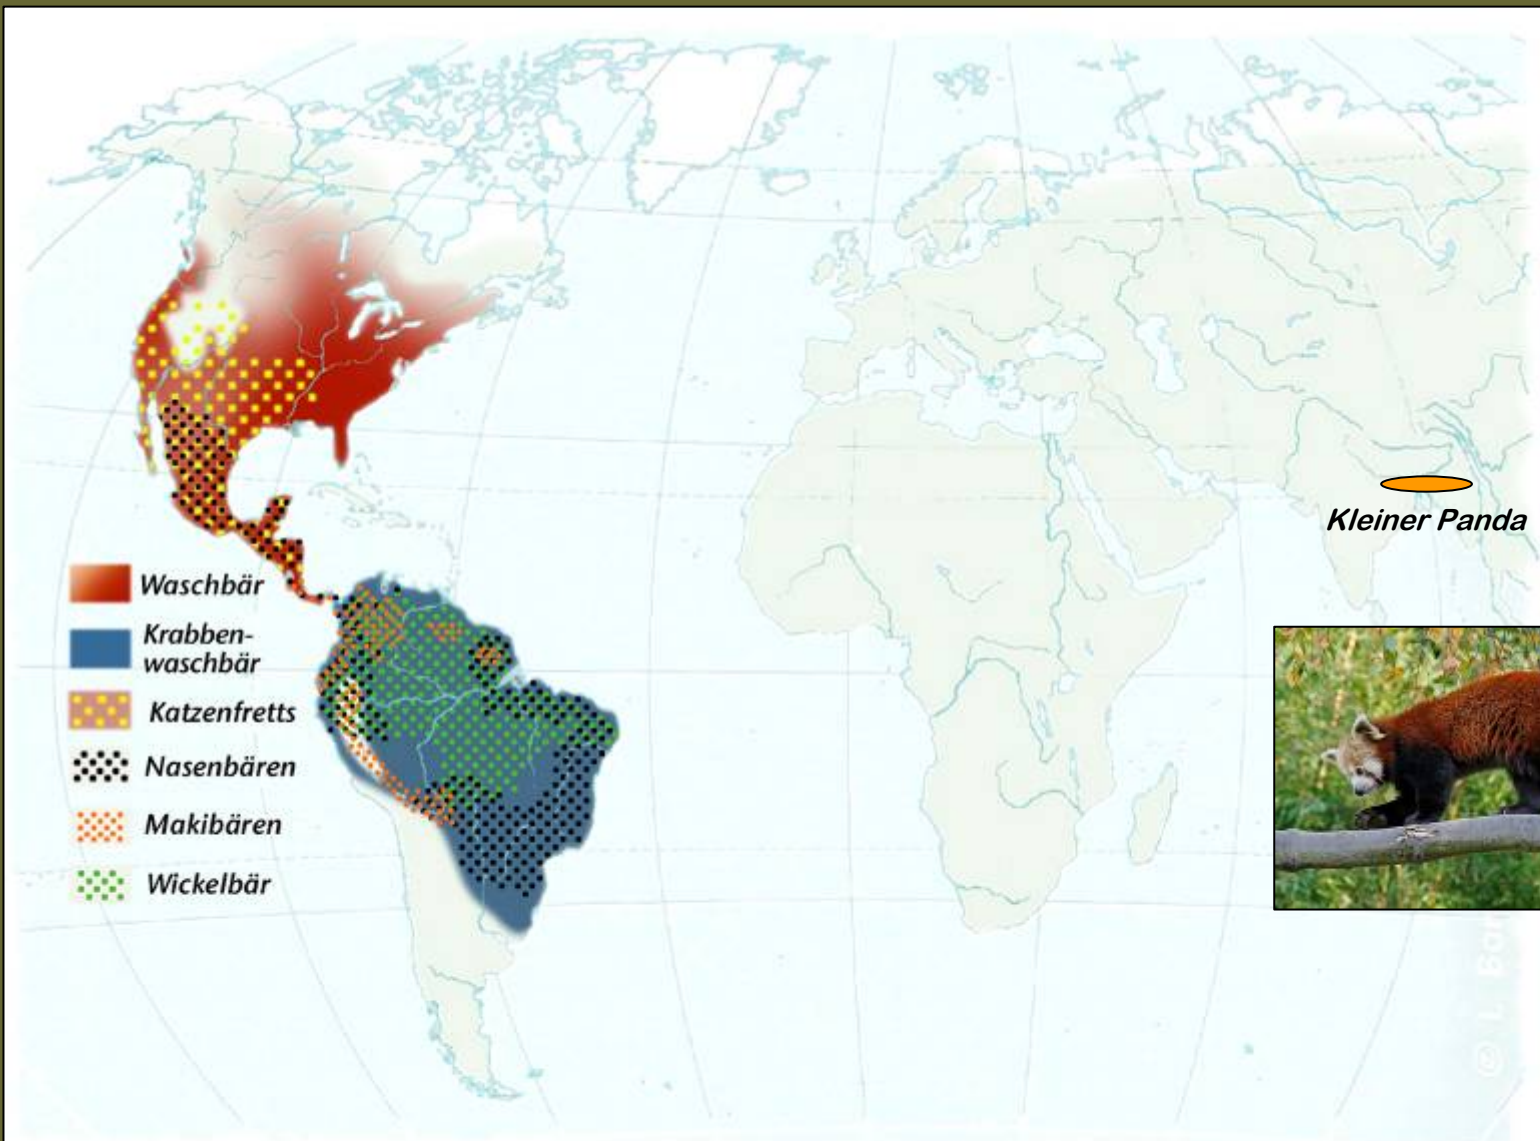 Kleiner Panda
Waschbär
Krabben-
waschbär
Katzenfretts
Nasenbären
Makibären
Wickelbär